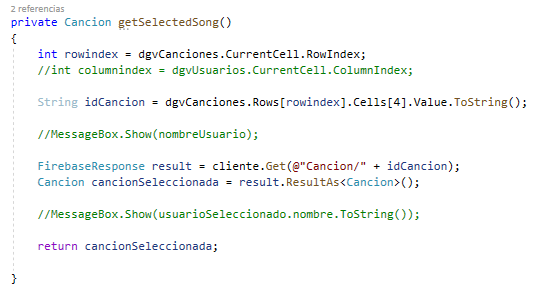 2 referencias
private Cancion getSelectedSong()
{
int rowindex = dgvCanciones.CurrentCell.RowIndex;
//int columnindex = dgvUsuarios.CurrentCell.ColumnIndex;
String idCancion = dgvCanciones.Rows[rowindex].Cells[4].Value.ToString();
//MessageBox.Show(nombreUsuario);
FirebaseResponse result = cliente.Get(@"Cancion/" + idCancion);
Cancion cancionSeleccionada = result.ResultAs<Cancion>();
//MessageBox.Show(usuarioSeleccionado.nombre.ToString());
return cancionSeleccionada;
}